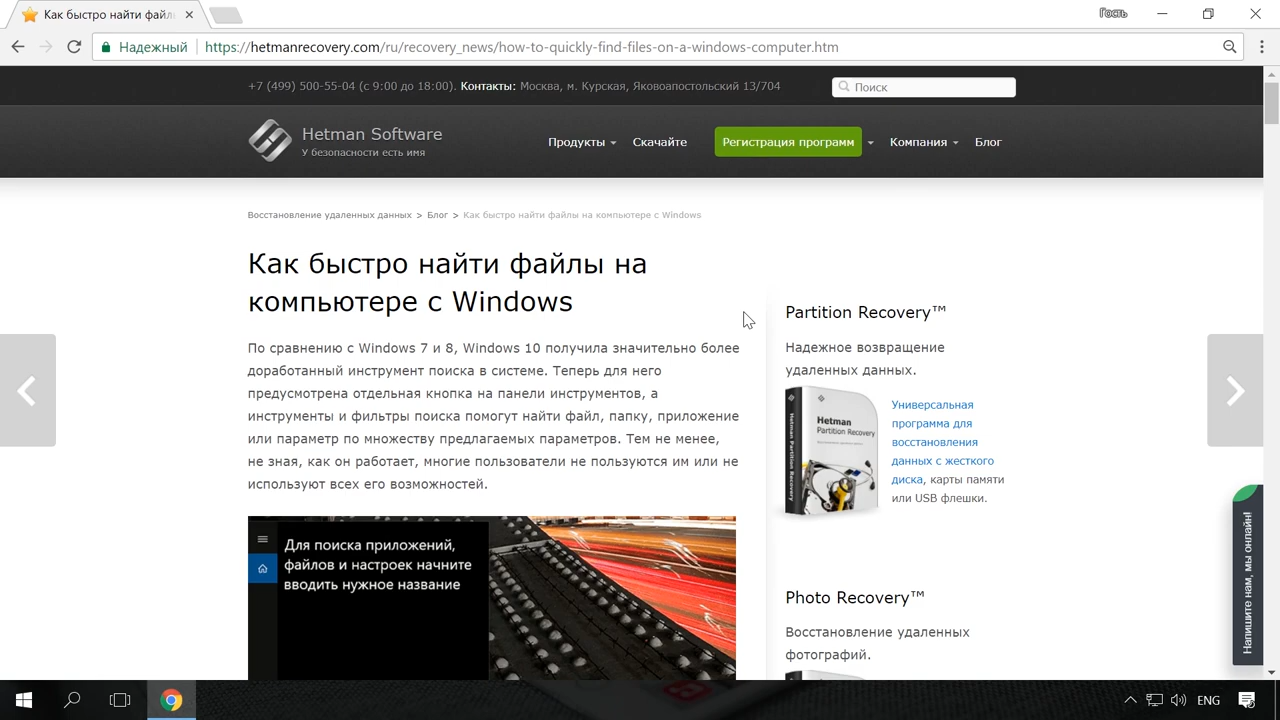 Как быстро найти файл
Гость
Надежный
https://hetmanrecovery.com/ru/recovery_news/how-to-quickly-find-files-on-a-windows-computer.htm
+7 (499) 500-55-04 (с 9:00 до 18:00). Контакты: Москва, м. Курская, Яковоапостольский 13/704
Поиск
Hetman Software
У безопасности есть имя
Продукты
Скачайте
Регистрация программ
Компания
Блог
Восстановление удаленных данных > Блог > Как быстро найти файлы на компьютере с Windows
Как быстро найти файлы на
компьютере с Windows
По сравнению с Windows 7 и 8, Windows 10 получила значительно более
доработанный инструмент поиска в системе. Теперь для него
предусмотрена отдельная кнопка на панели инструментов, а
инструменты и фильтры поиска помогут найти файл, папку, приложение
или параметр по множеству предлагаемых параметров. Тем не менее,
не зная, как он работает, многие пользователи не пользуются им или не
используют всех его возможностей.
Для поиска приложений,
файлов и настроек начните
вводить нужное название
Partition Recovery™
Надежное возвращение
удаленных данных.
Hetman
Partition Recovery
Hetman Partition Recovery
Универсальная
программа для
восстановления
данных с жесткого
диска, карты памяти
или USB флешки.
Photo Recovery™
Восстановление удаленных
фотографий.
Напишите нам, мы онлайн!
ENG